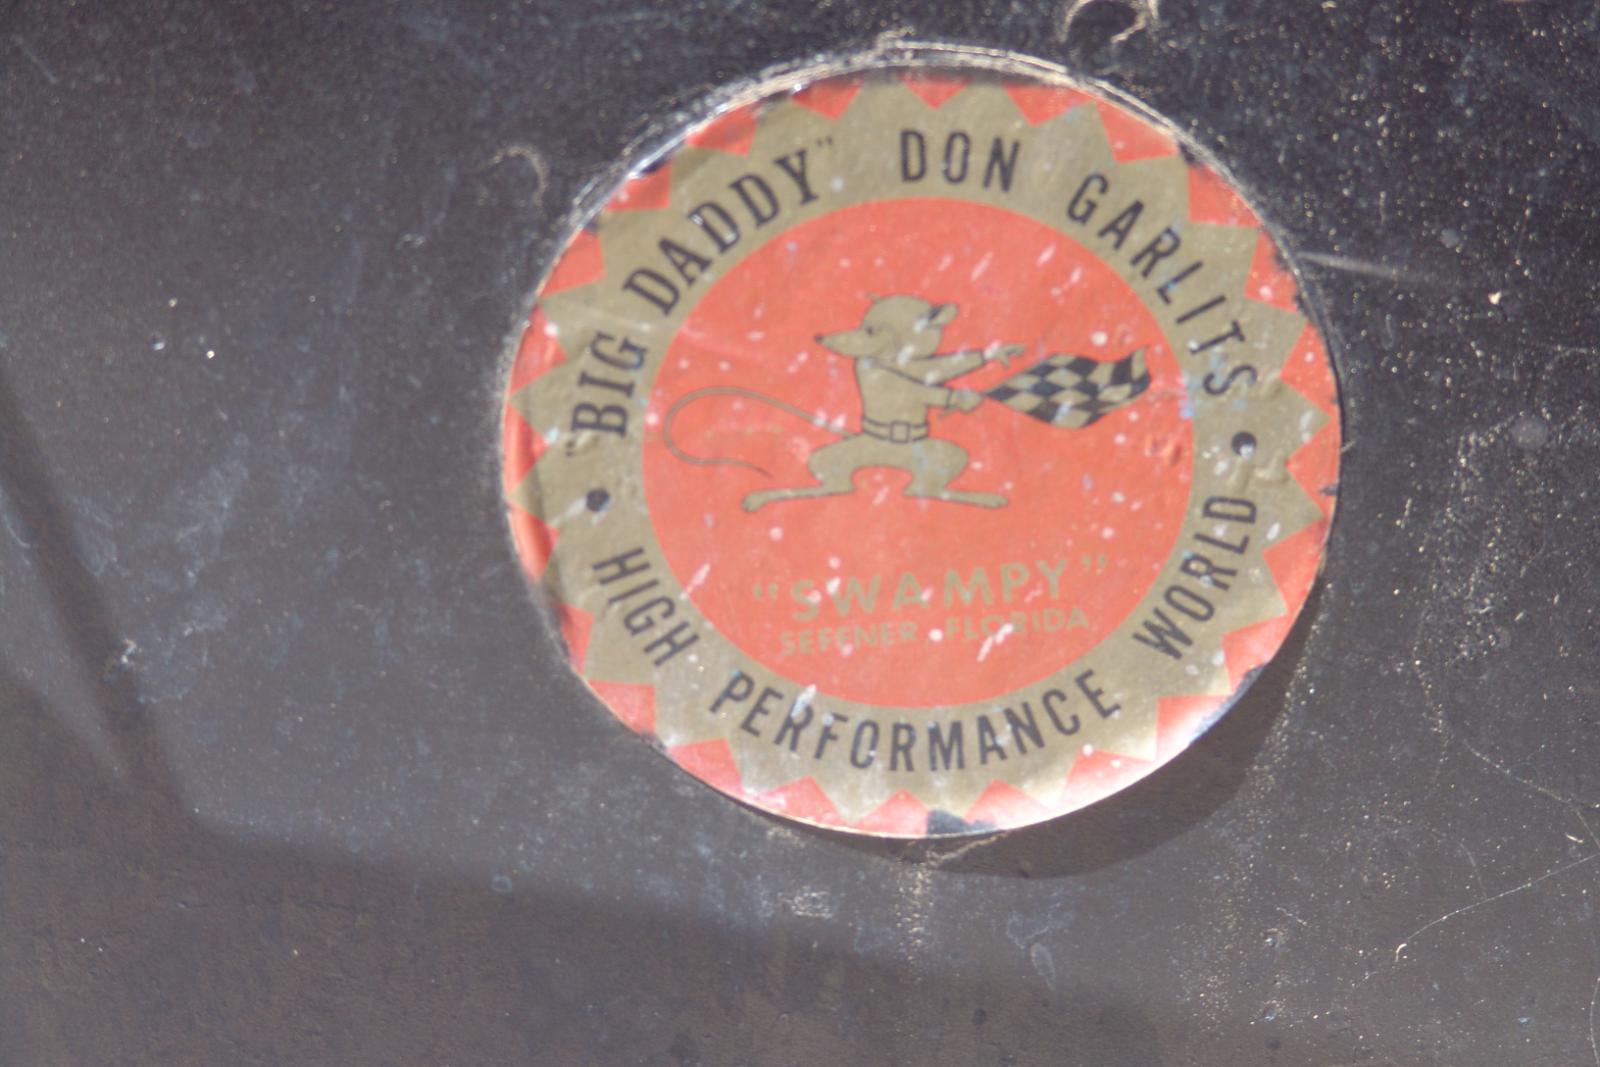 "BIG DADDY" DON GARLITS
"SWAMPY"
SEFFNER FLORIDA
HIGH PERFORMANCE WORLD